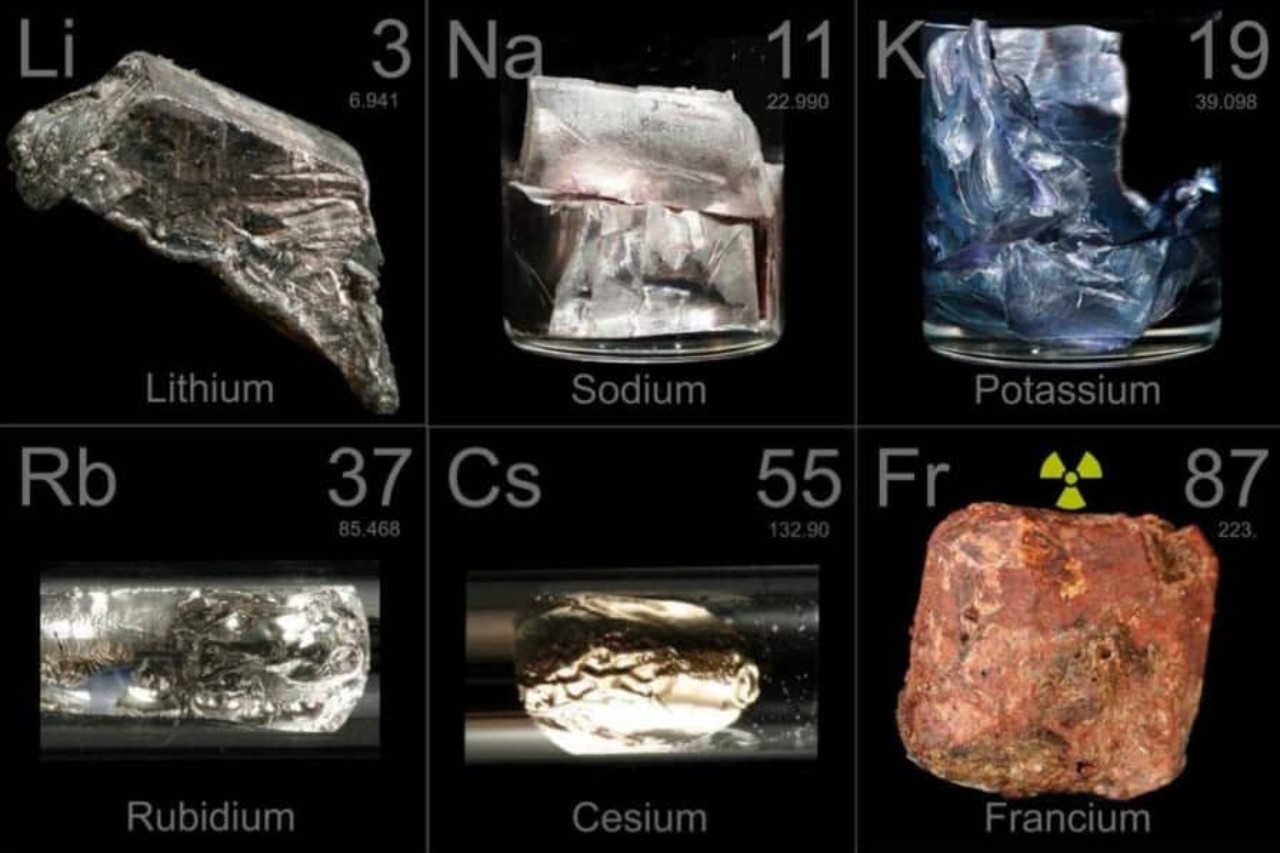 Li 3
6.941
Lithium
Na 11
22.990
Sodium
K 19
39.098
Potassium
Rb 37
85.468
Rubidium
Cs 55
132.90
Cesium
Fr 87
223.
Francium